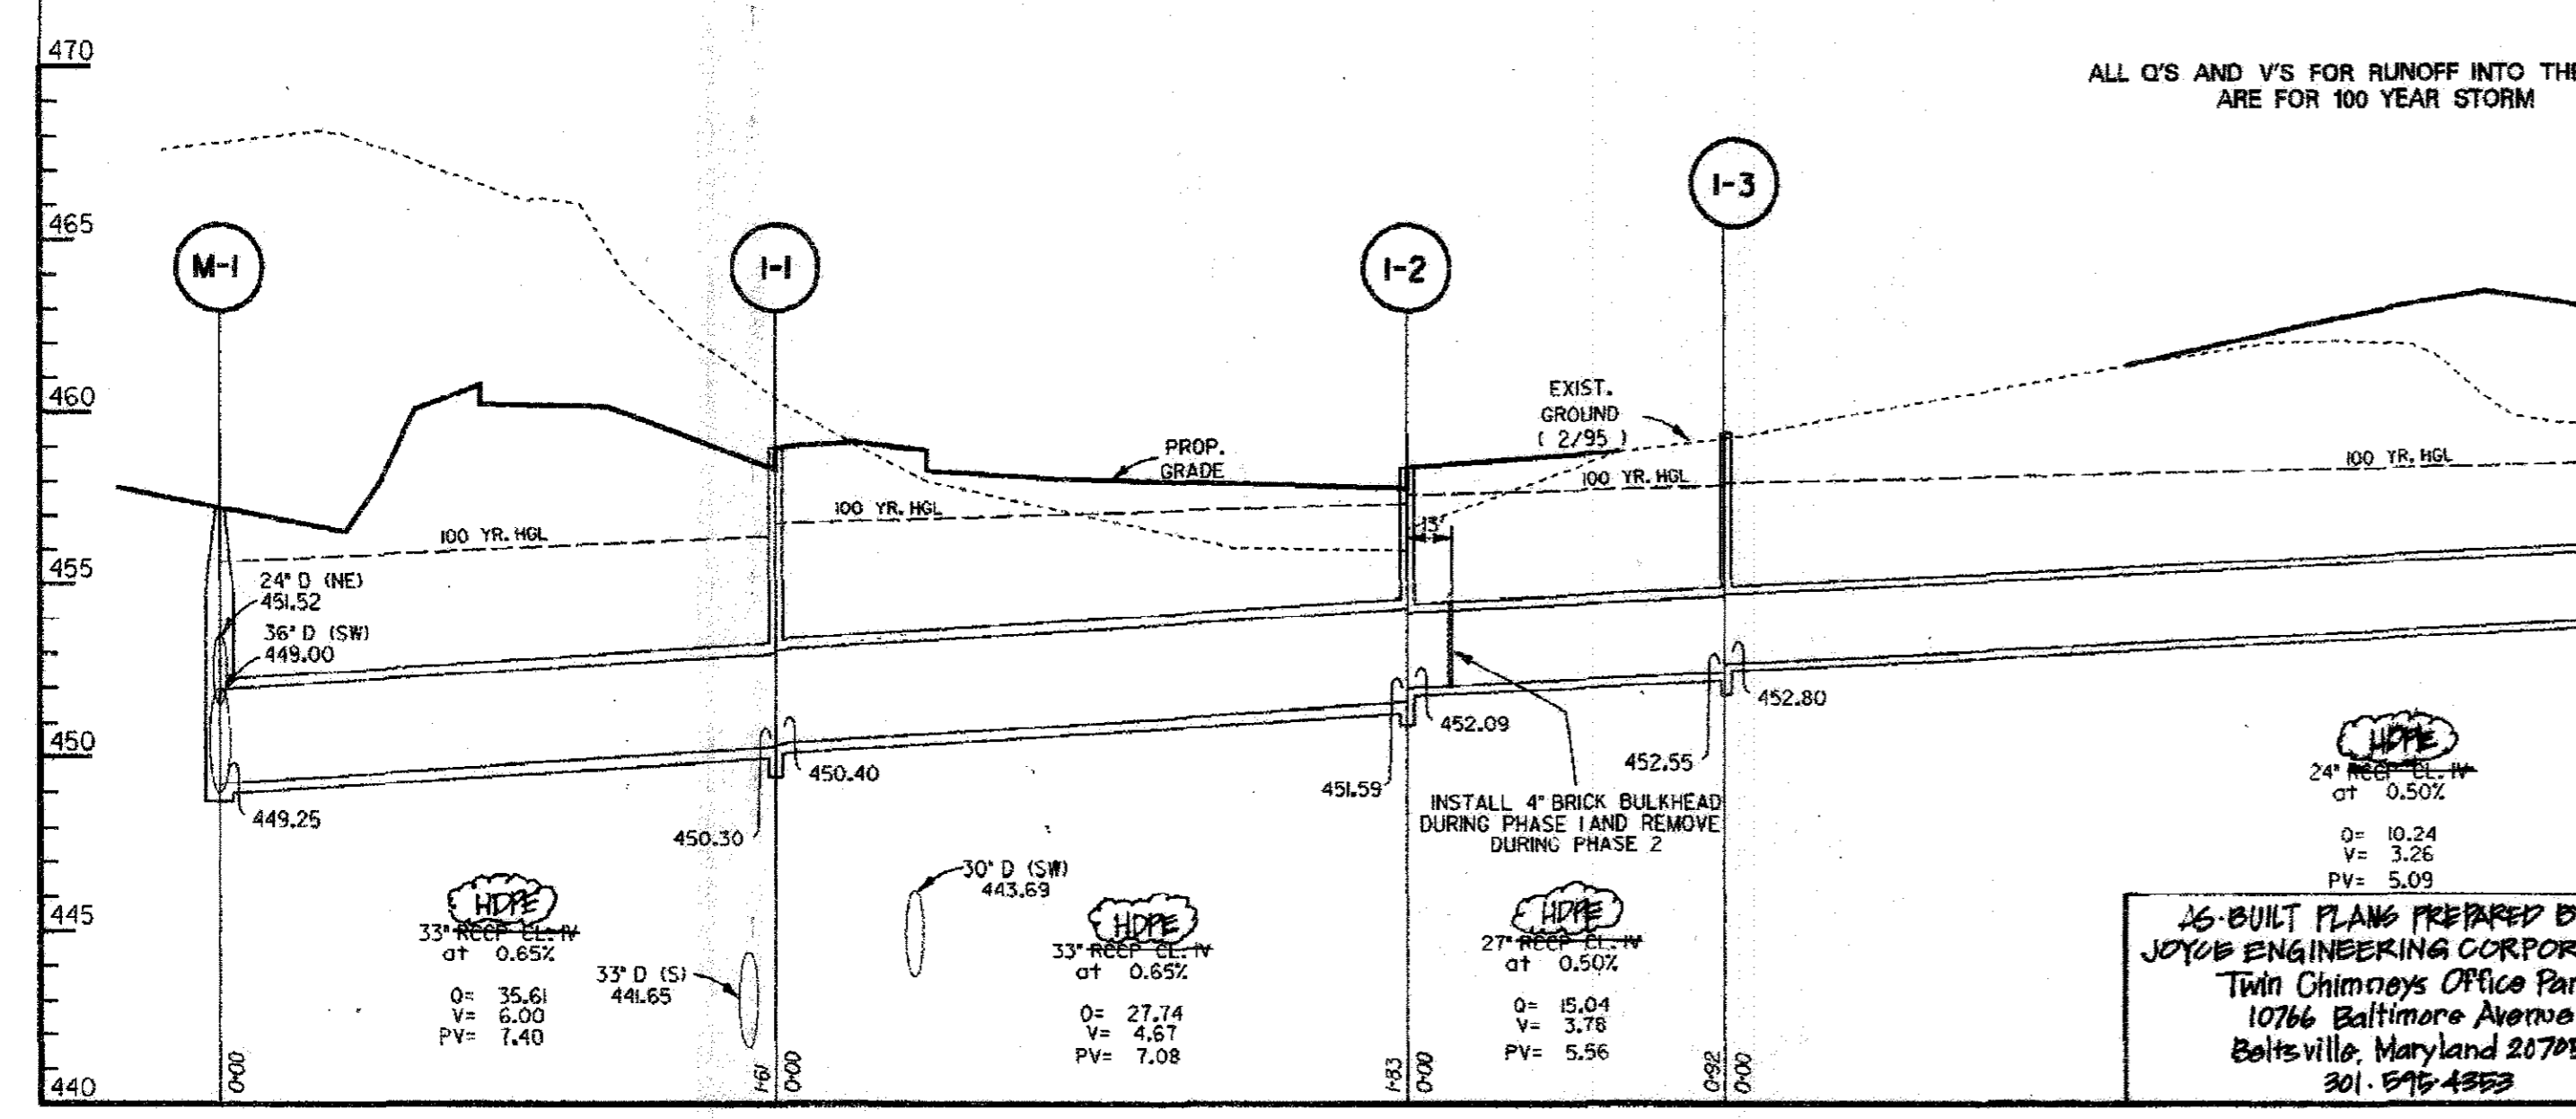 470
465
460
455
450
445
440
ALL Q'S AND V'S FOR RUNOFF INTO
ARE FOR 100 YEAR STORM
M-1
I-1
I-2
I-3
PROP.
GRADE
EXIST.
GROUND
( 2/95 )
100 YR. HGL
100 YR. HGL
100 YR. HGL
100 YR. HGL
13'
24" D (NE)
451.52
36" D (SW)
449.00
449.25
450.30
450.40
451.59
452.09
452.55
452.80
INSTALL 4" BRICK BULKHEAD
DURING PHASE 1 AND REMOVE
DURING PHASE 2
HDPE
33" RCCP CL. IV
at 0.65%
Q= 35.61
V= 6.00
PV= 7.40
33" D (S)
441.65
30" D (SW)
443.69
HDPE
33" RCCP CL. IV
at 0.65%
Q= 27.74
V= 4.67
PV= 7.08
HDPE
27" RCCP CL. IV
at 0.50%
Q= 15.04
V= 3.78
PV= 5.56
HDPE
24" RCCP CL. IV
at 0.50%
Q= 10.24
V= 3.26
PV= 5.09
0+00
1+61
0+00
1+83
0+00
0+92
0+00
AS-BUILT PLANS PREPARED
JOYCE ENGINEERING
Twin Chimneys Office
10766 Baltimore Avenue
Beltsville, Maryland
301-595-4353